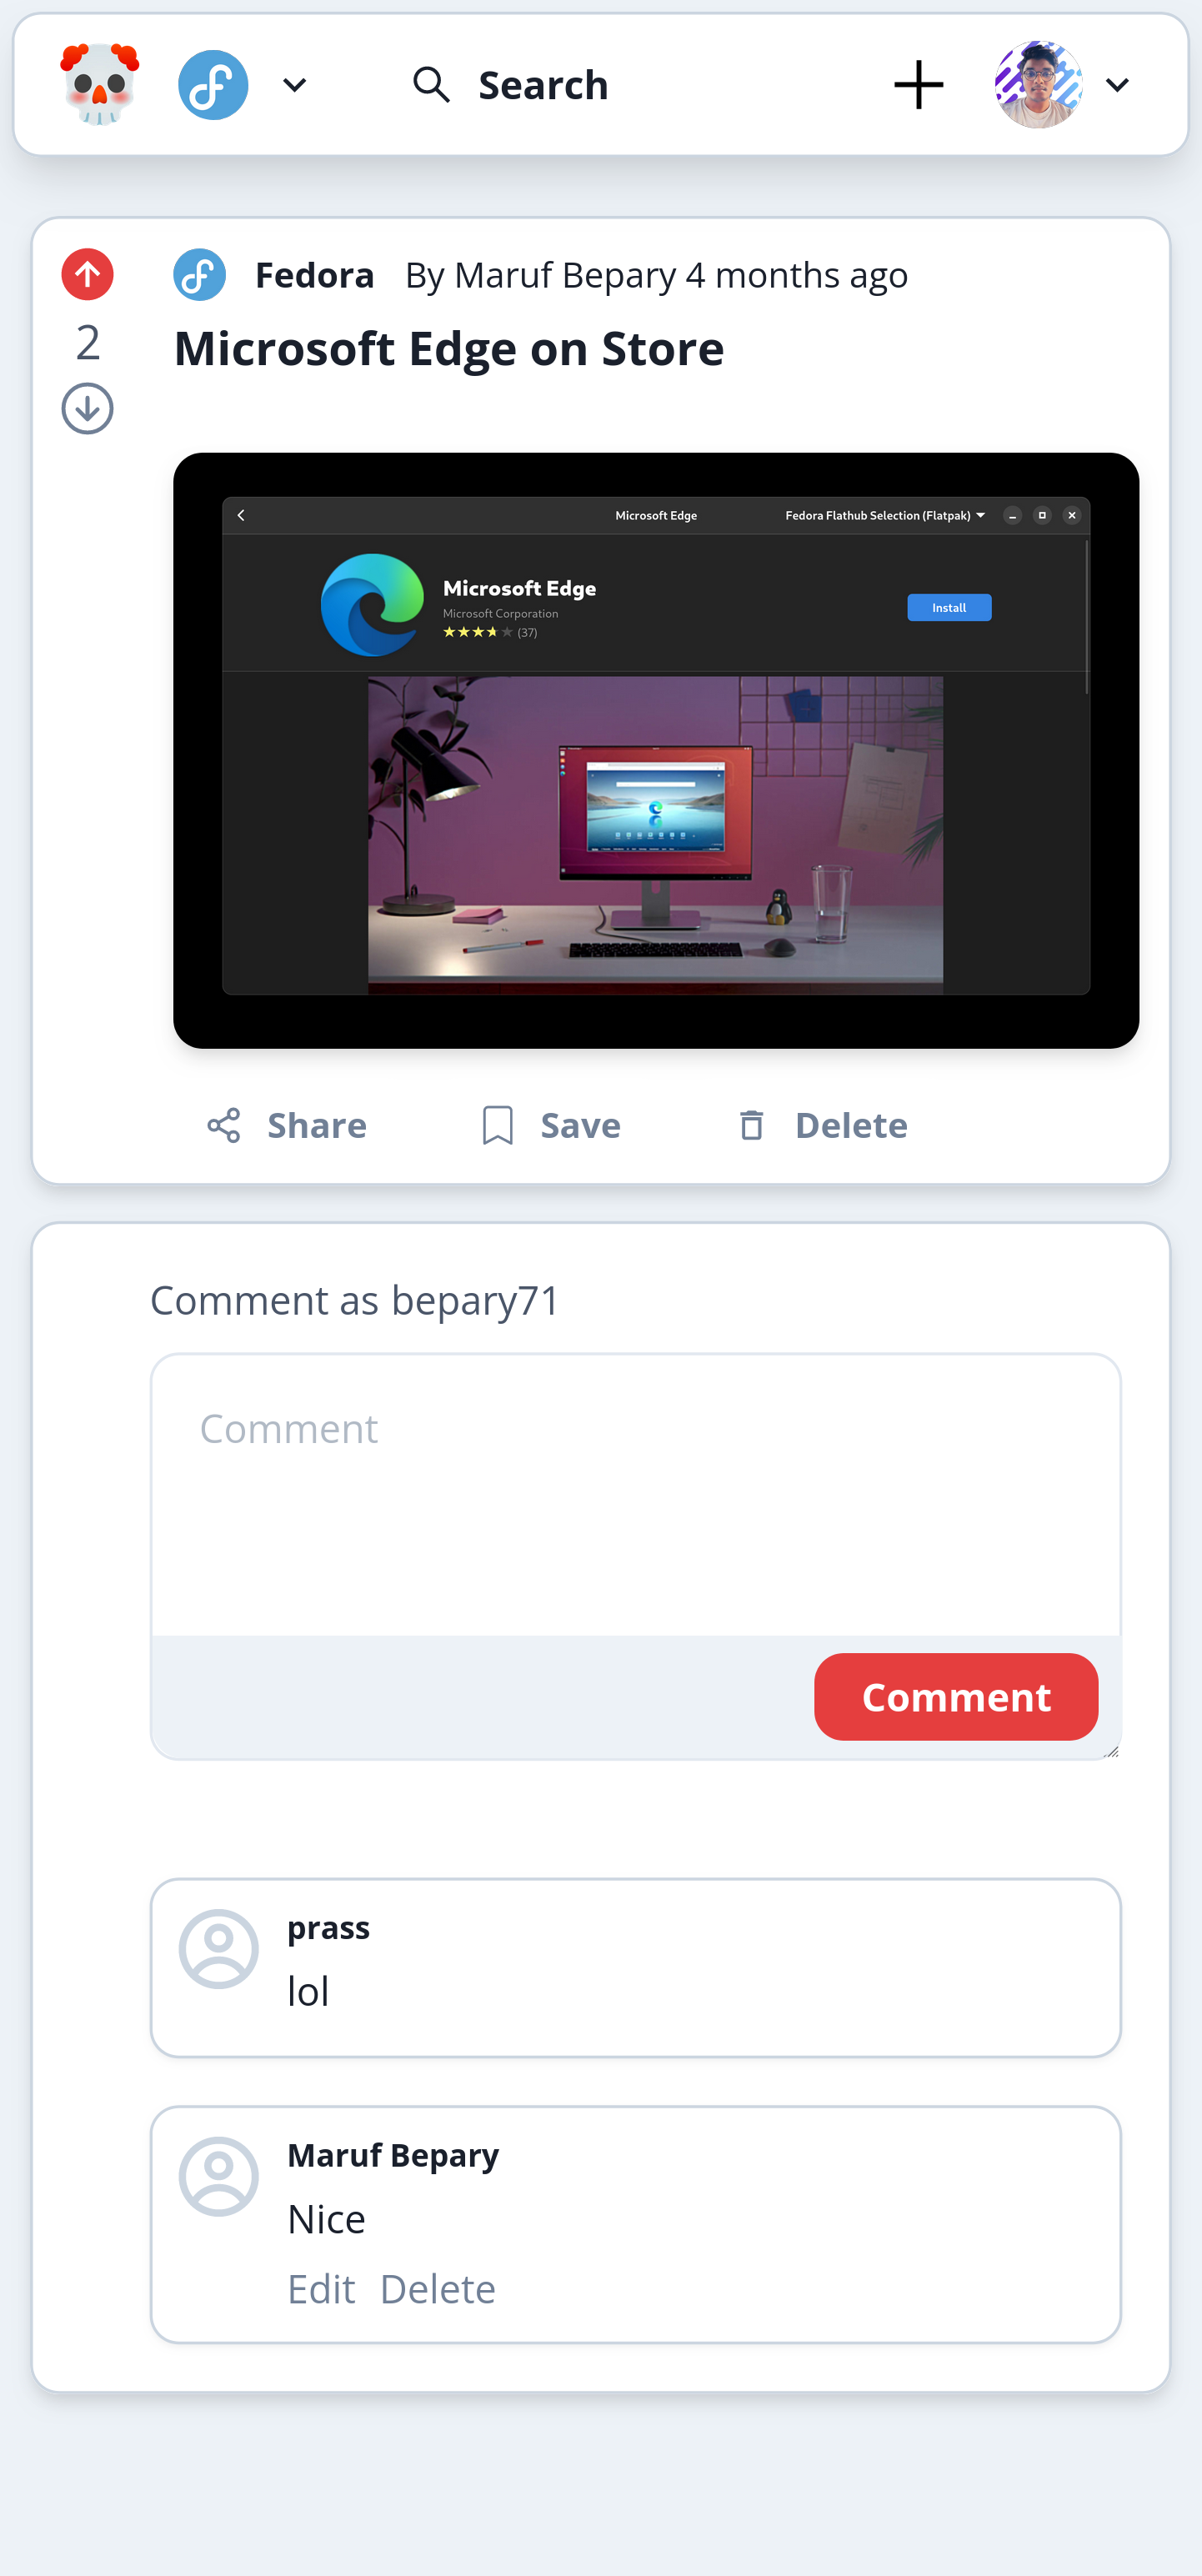 Search
Fedora By Maruf Bepary 4 months ago
2
Microsoft Edge on Store
Microsoft Edge
Fedora Flathub Selection (Flatpak)
Microsoft Edge
Microsoft Corporation
(37)
Install
Share Save Delete
Comment as bepary71
Comment
Comment
prass
lol
Maruf Bepary
Nice
Edit Delete